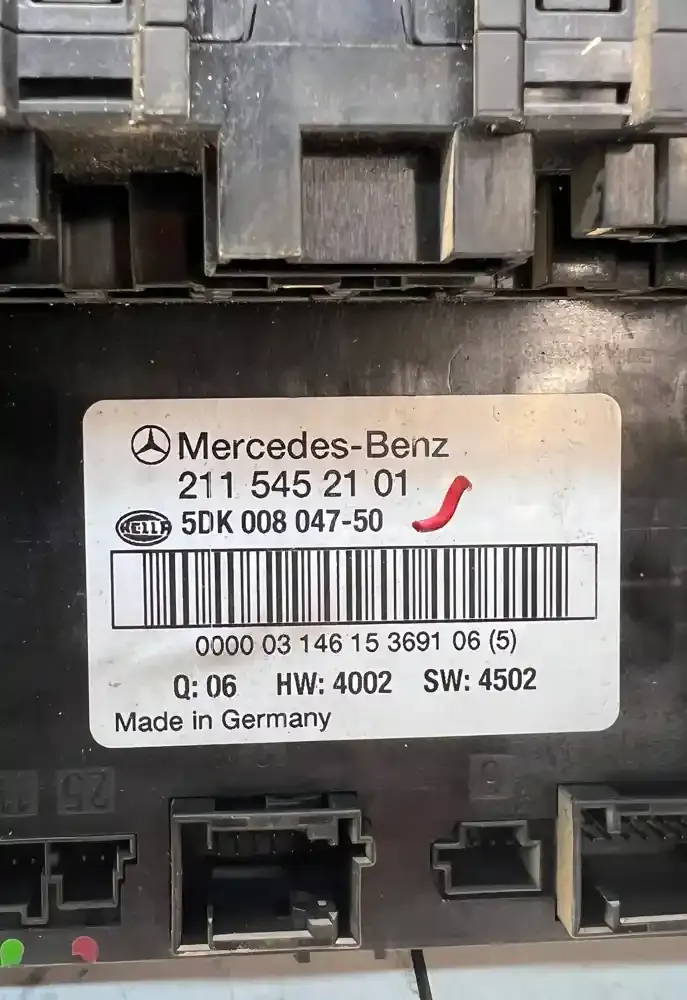 Mercedes-Benz
211 545 21 01
HELLA 5DK 008 047-50
0000 03 146 15 3691 06 (5)
Q: 06 HW: 4002 SW: 4502
Made in Germany
25